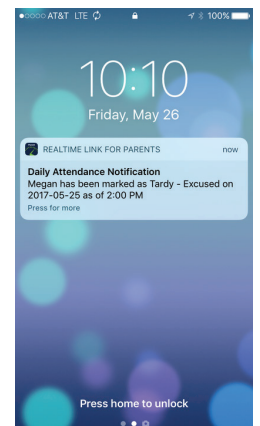 AT&T LTE 100%
10:10
Friday, May 26
REALTIME LINK FOR PARENTS now
Daily Attendance Notification
Megan has been marked as Tardy - Excused on
2017-05-25 as of 2:00 PM
Press for more
Press home to unlock